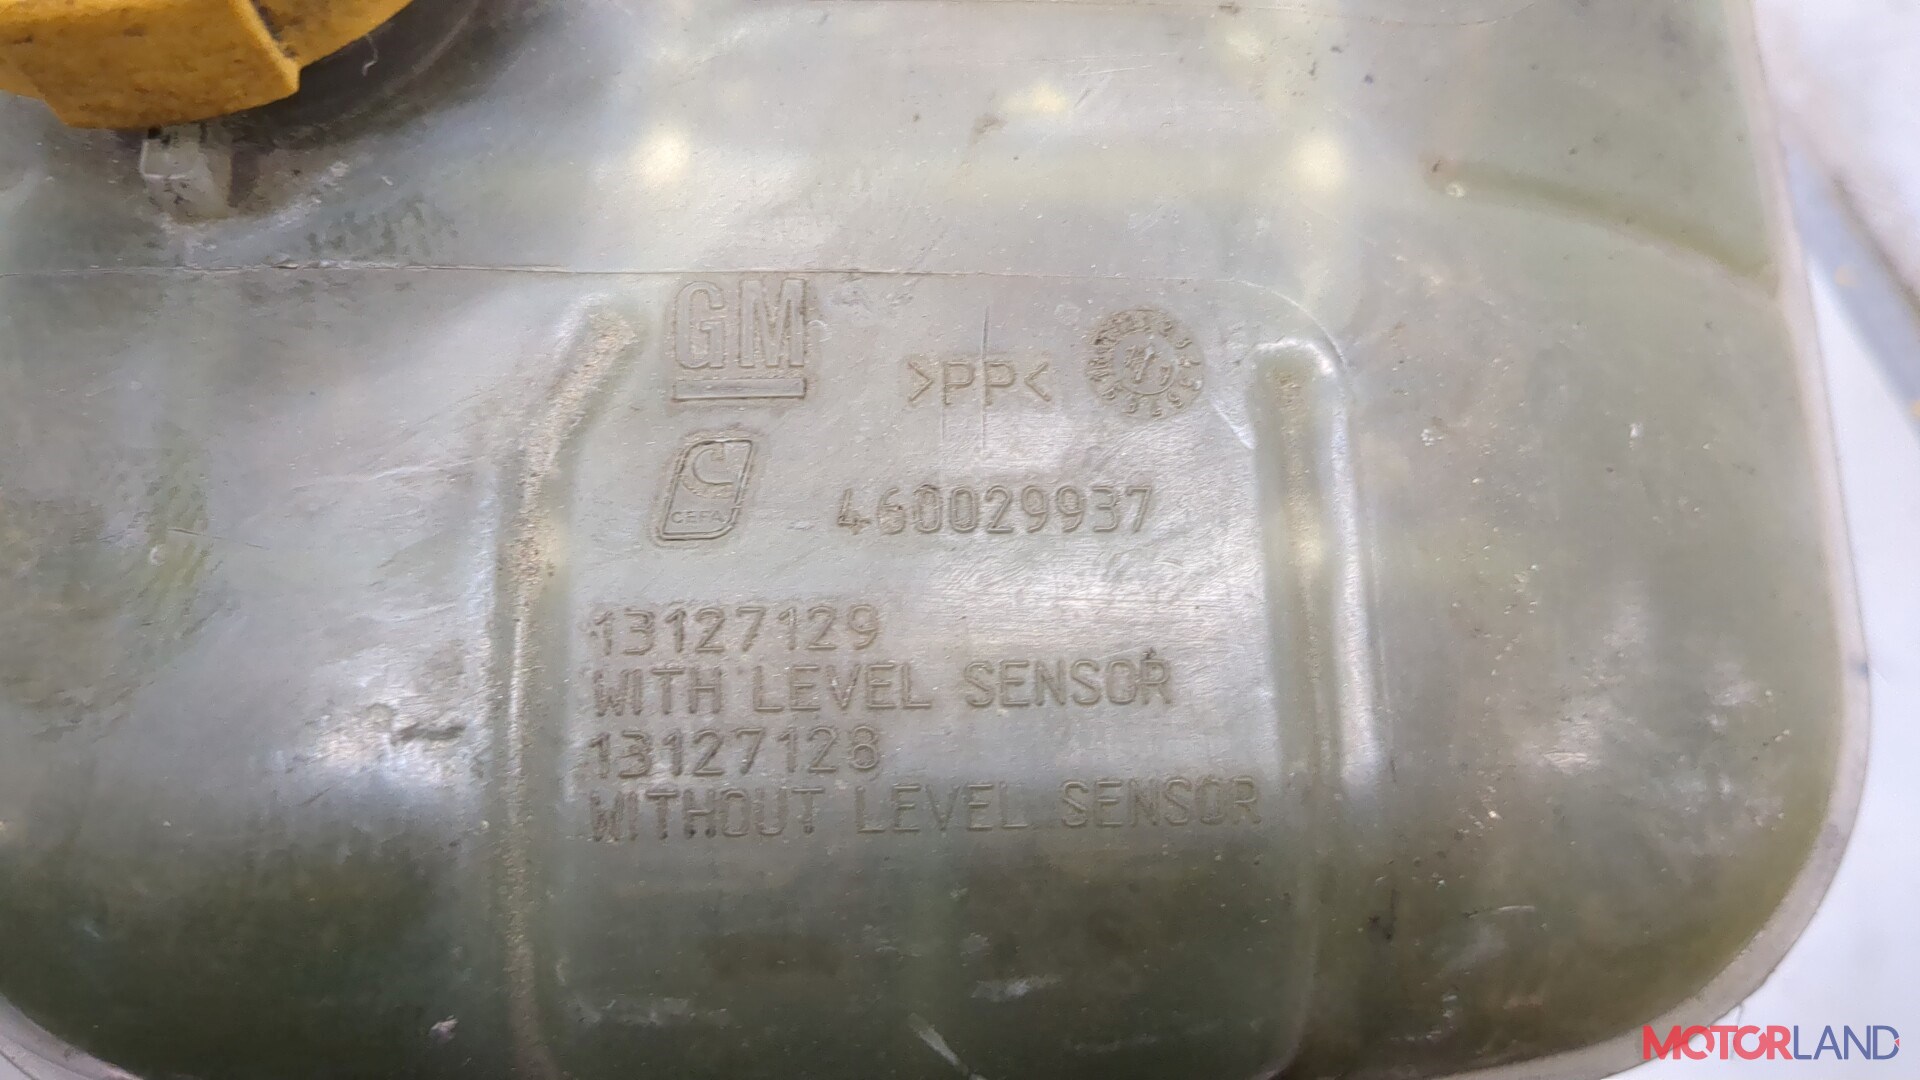 GM
>PP<
CEFA
460029937
13127129
WITH LEVEL SENSOR
13127128
WITHOUT LEVEL SENSOR
MOTORLAND